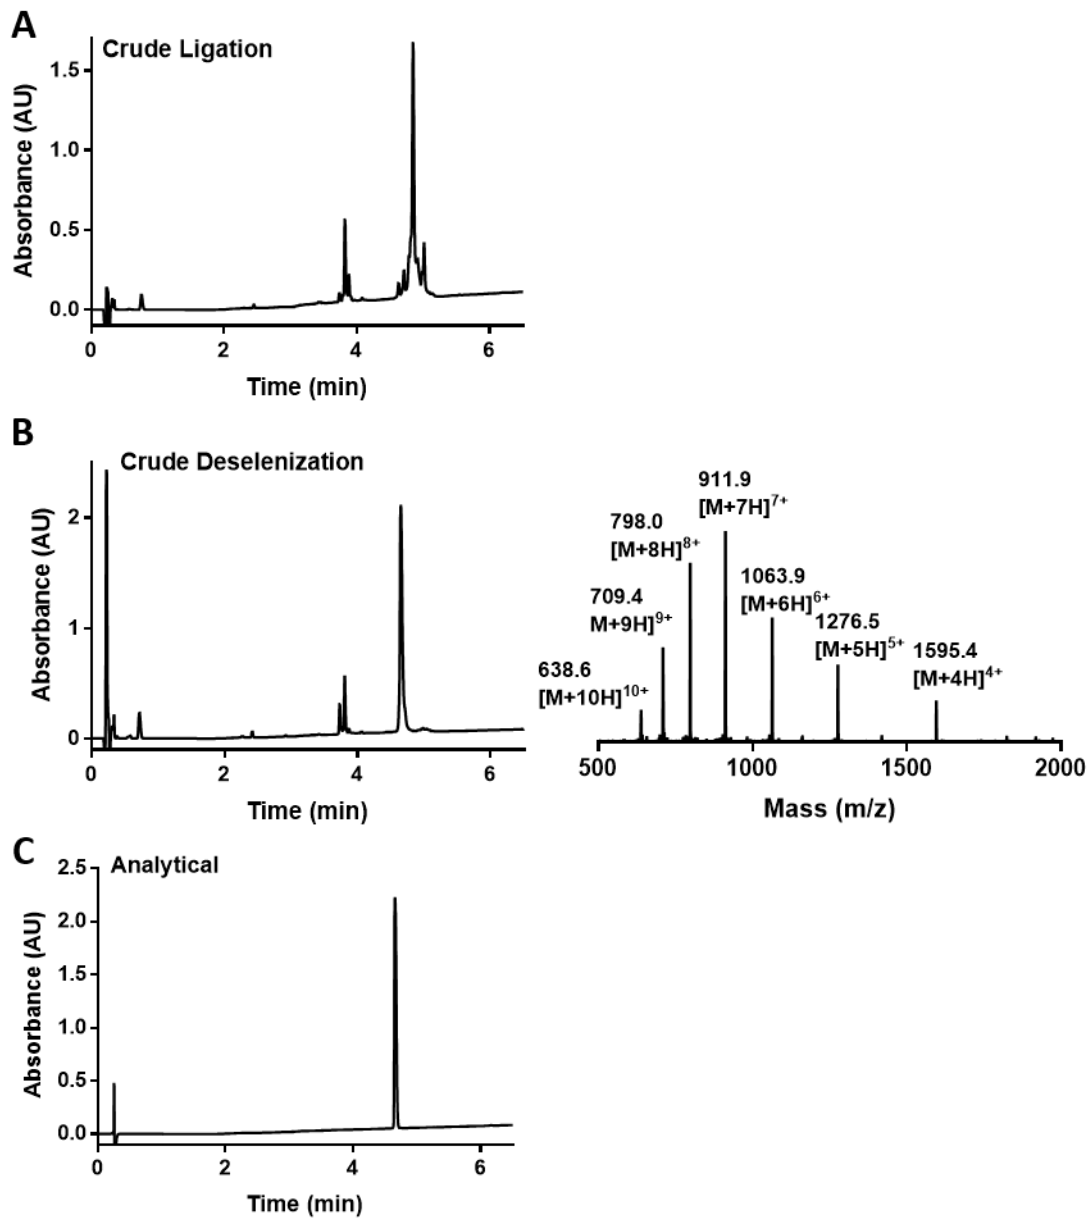 A
Crude Ligation
Absorbance (AU)
1.5
1.0
0.5
0.0
0 2 4 6
Time (min)
B
Crude Deselenization
Absorbance (AU)
2
1
0
0 2 4 6
Time (min)
911.9
[M+7H]7+
798.0
[M+8H]8+
1063.9
[M+6H]6+
709.4
M+9H]9+
1276.5
[M+5H]5+
1595.4
[M+4H]4+
638.6
[M+10H]10+
500 1000 1500 2000
Mass (m/z)
C
Analytical
Absorbance (AU)
2.5
2.0
1.5
1.0
0.5
0.0
0 2 4 6
Time (min)